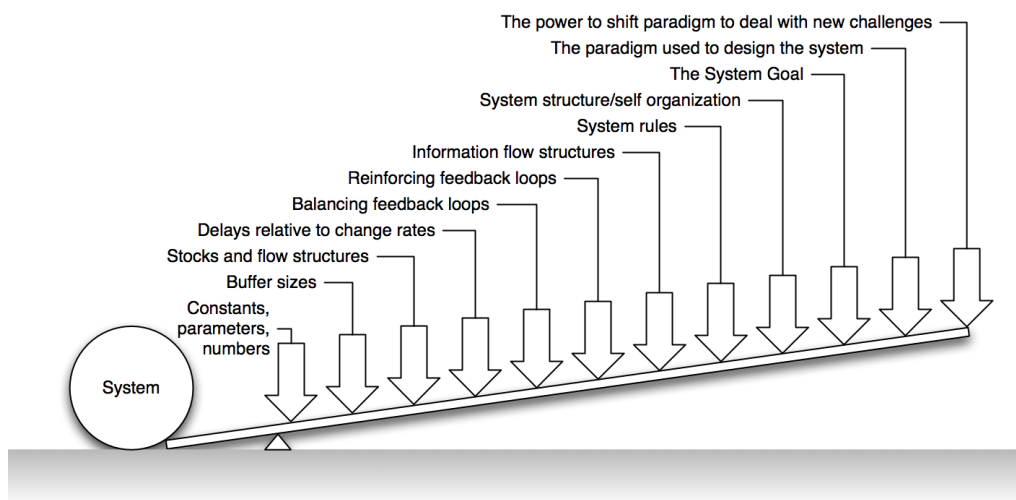 The power to shift paradigm to deal with new challenges
The paradigm used to design the system
The System Goal
System structure/self organization
System rules
Information flow structures
Reinforcing feedback loops
Balancing feedback loops
Delays relative to change rates
Stocks and flow structures
Buffer sizes
Constants,
parameters,
numbers
System